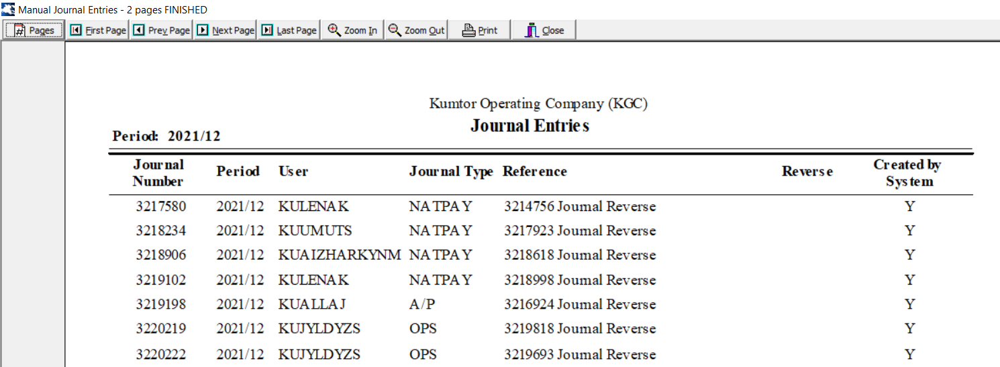 Manual Journal Entries - 2 pages FINISHED
Pages First Page Prev Page Next Page Last Page Zoom In Zoom Out Print Close
Kumtor Operating Company (KGC)
Journal Entries
Period: 2021/12
Journal Number Period User Journal Type Reference Reverse Created by System
3217580 2021/12 KULENAK NATPAY 3214756 Journal Reverse Y
3218234 2021/12 KUUMUTS NATPAY 3217923 Journal Reverse Y
3218906 2021/12 KUAIZHARKYNM NATPAY 3218618 Journal Reverse Y
3219102 2021/12 KULENAK NATPAY 3218998 Journal Reverse Y
3219198 2021/12 KUALLAJ A/P 3216924 Journal Reverse Y
3220219 2021/12 KUJYLDYZS OPS 3219818 Journal Reverse Y
3220222 2021/12 KUJYLDYZS OPS 3219693 Journal Reverse Y